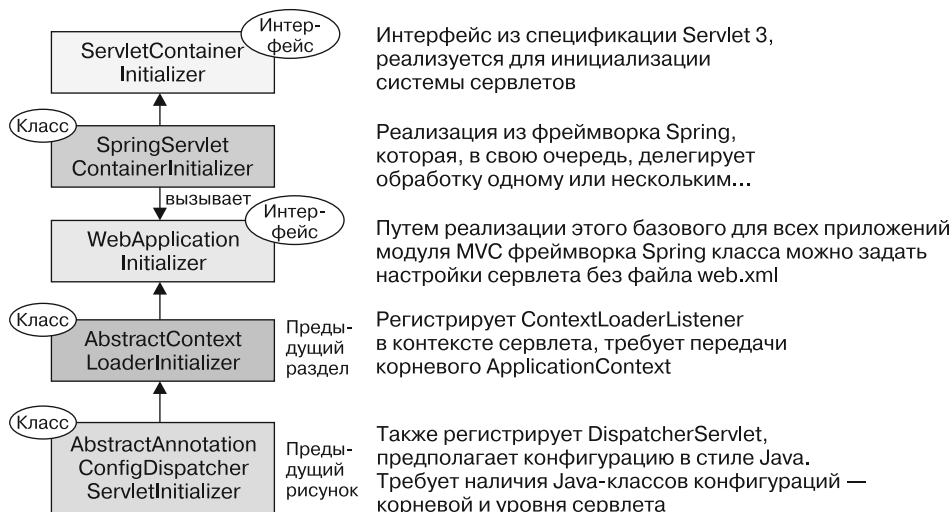 Интер-
фейс
ServletContainer
Initializer
Интерфейс из спецификации Servlet 3,
реализуется для инициализации
системы сервлетов
Класс
SpringServlet
ContainerInitializer
Реализация из фреймворка Spring,
которая, в свою очередь, делегирует
обработку одному или нескольким...
вызывает
Интер-
фейс
WebApplication
Initializer
Путем реализации этого базового для всех приложений
модуля MVC фреймворка Spring класса можно задать
настройки сервлета без файла web.xml
Класс
AbstractContext
LoaderInitializer
Преды-
дущий
раздел
Регистрирует ContextLoaderListener
в контексте сервлета, требует передачи
корневого ApplicationContext
Класс
AbstractAnnotation
ConfigDispatcher
ServletInitializer
Преды-
дущий
рисунок
Также регистрирует DispatcherServlet,
предполагает конфигурацию в стиле Java.
Требует наличия Java-классов конфигураций —
корневой и уровня сервлета